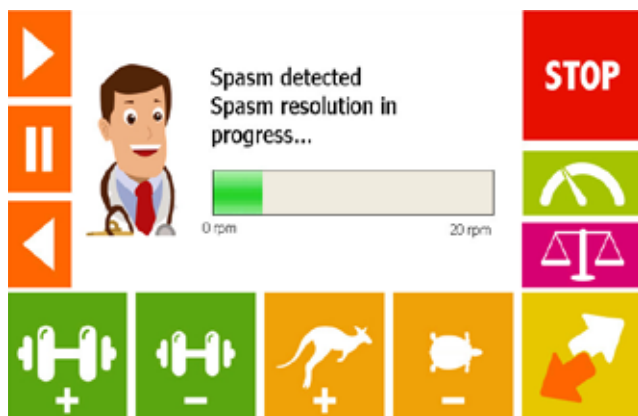 Spasm detected
Spasm resolution in
progress...
STOP
0 rpm
20 rpm
+
-
+
-